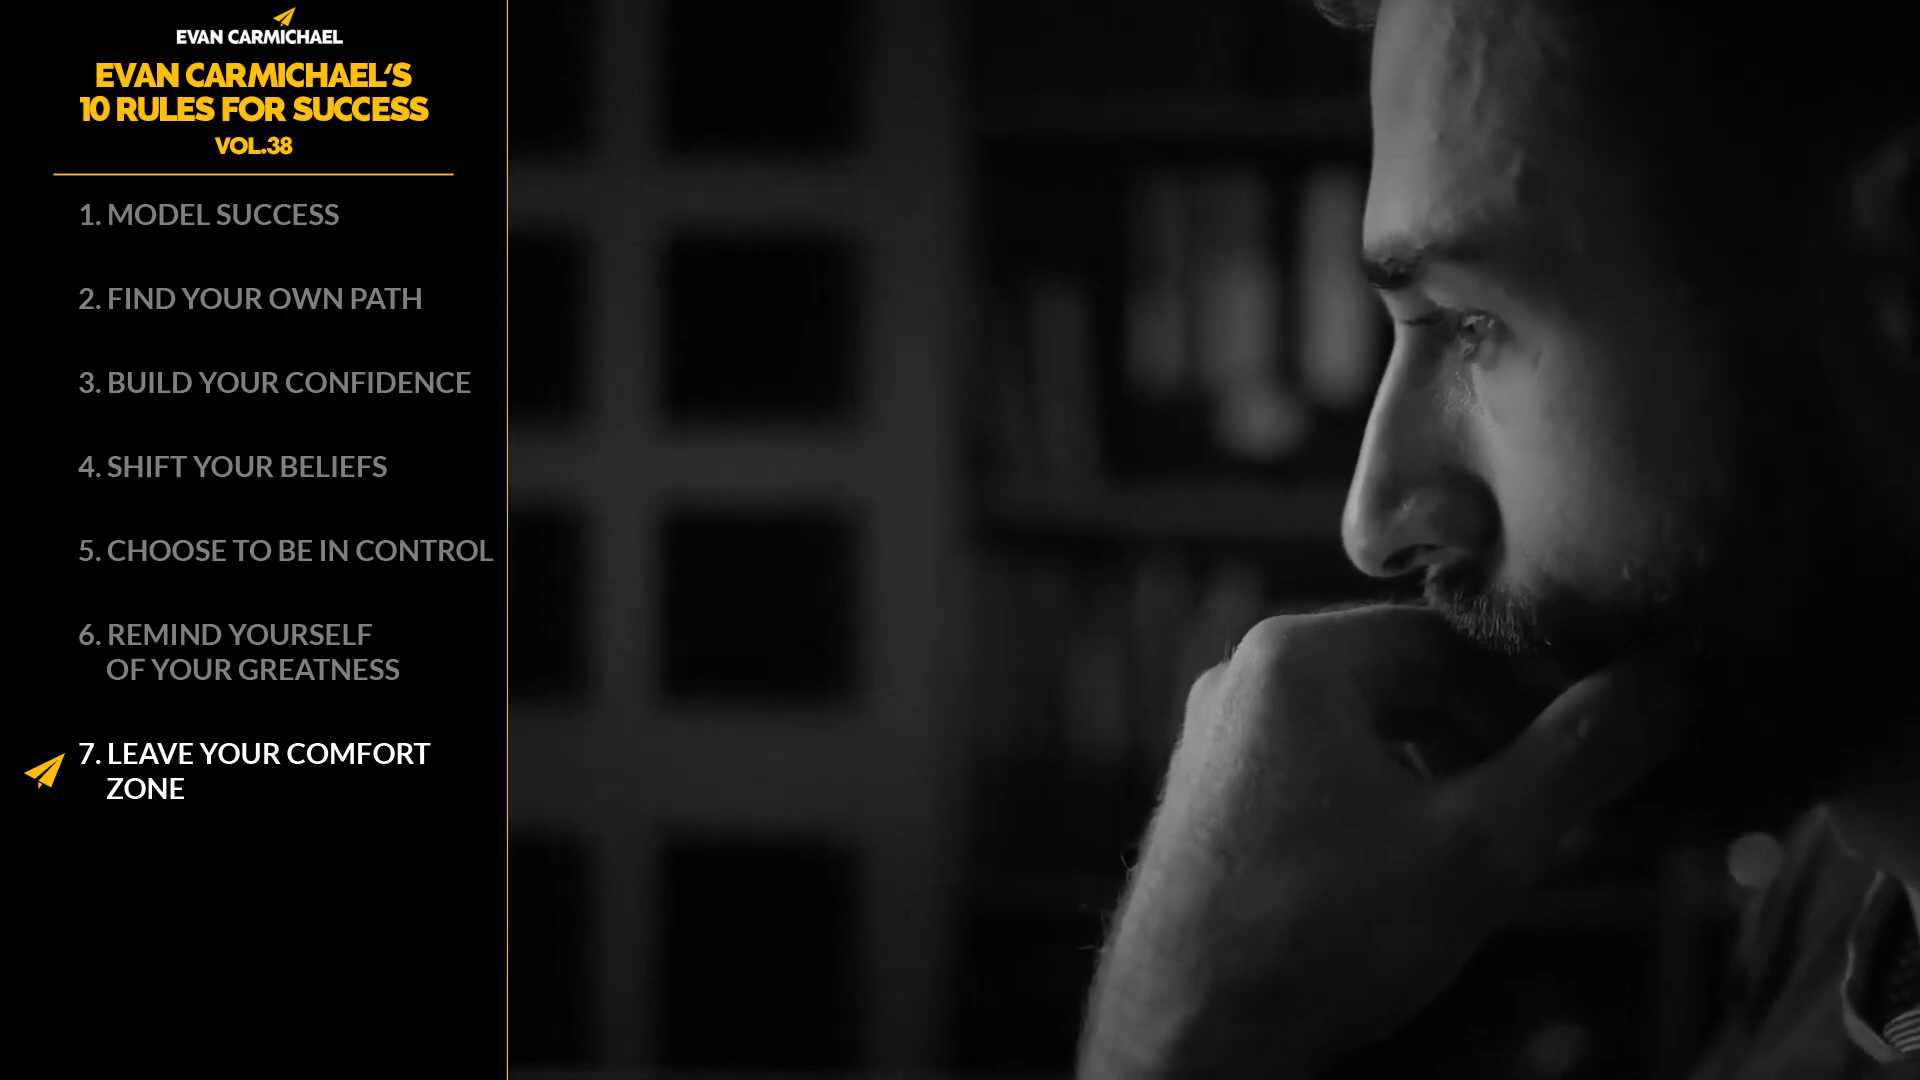 EVAN CARMICHAEL
EVAN CARMICHAEL'S
10 RULES FOR SUCCESS
VOL.38
1. MODEL SUCCESS
2. FIND YOUR OWN PATH
3. BUILD YOUR CONFIDENCE
4. SHIFT YOUR BELIEFS
5. CHOOSE TO BE IN CONTROL
6. REMIND YOURSELF
OF YOUR GREATNESS
7. LEAVE YOUR COMFORT
ZONE